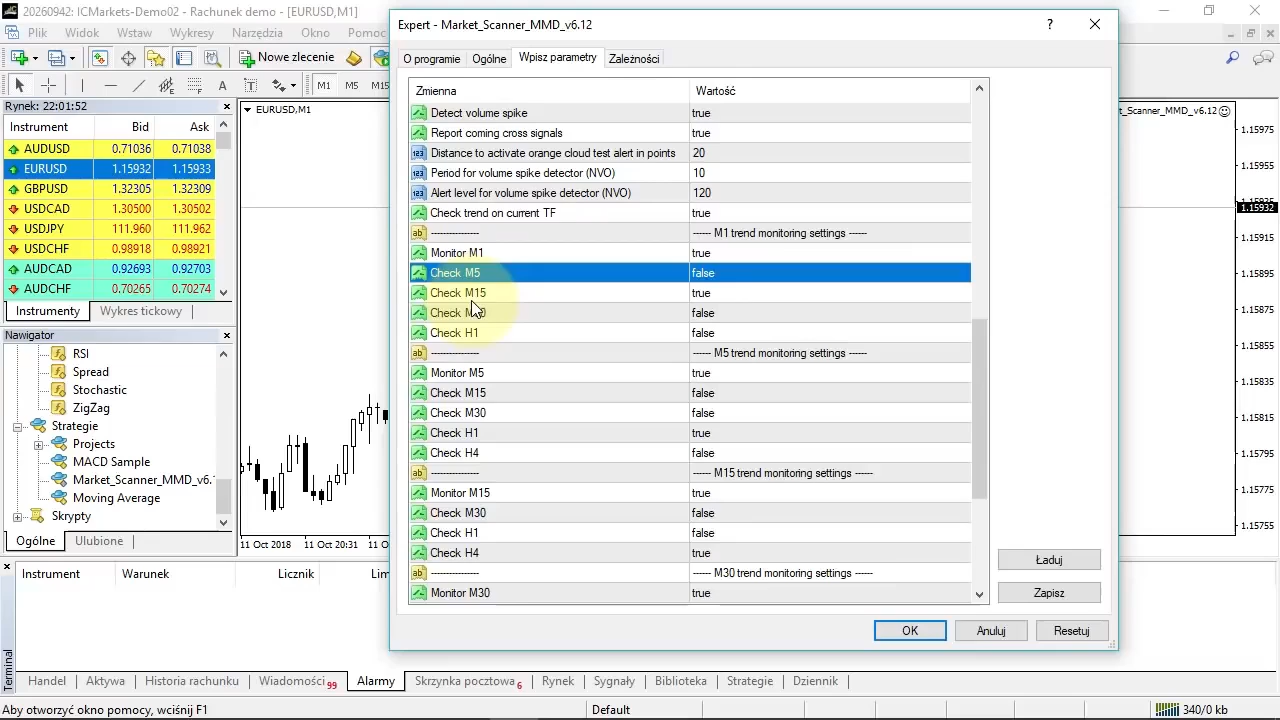 20260942: ICMarkets-Demo02 - Rachunek demo - [EURUSD,M1]
Plik Widok Wstaw Wykresy Narzędzia Okno Pomoc
Nowe zlecenie
A T M1 M5 M15
Rynek: 22:01:52
Instrument Bid Ask
AUDUSD 0.71036 0.71038
EURUSD 1.15932 1.15933
GBPUSD 1.32305 1.32309
USDCAD 1.30500 1.30502
USDJPY 111.960 111.962
USDCHF 0.98918 0.98921
AUDCAD 0.92693 0.92703
AUDCHF 0.70265 0.70274
Instrumenty Wykres tickowy
Nawigator
RSI
Spread
Stochastic
ZigZag
Strategie
Projects
MACD Sample
Market_Scanner_MMD_v6.
Moving Average
Skrypty
Ogólne Ulubione
EURUSD,M1
11 Oct 2018 11 Oct 20:31 11 O
t_Scanner_MMD_v6.12
1.15975
1.15955
1.15932
1.15915
1.15895
1.15875
1.15855
1.15835
1.15815
1.15795
1.15775
1.15755
Expert - Market_Scanner_MMD_v6.12
?
O programie Ogólne Wpisz parametry Zależności
Zmienna Wartość
Detect volume spike true
Report coming cross signals true
Distance to activate orange cloud test alert in points 20
Period for volume spike detector (NVO) 10
Alert level for volume spike detector (NVO) 120
Check trend on current TF true
---------------- ------ M1 trend monitoring settings ------
Monitor M1 true
Check M5 false
Check M15 true
Check M30 false
Check H1 false
---------------- ------ M5 trend monitoring settings ------
Monitor M5 true
Check M15 false
Check M30 false
Check H1 true
Check H4 false
---------------- ------ M15 trend monitoring settings ------
Monitor M15 true
Check M30 false
Check H1 false
Check H4 true
---------------- ------ M30 trend monitoring settings ------
Monitor M30 true
Ładuj
Zapisz
OK Anuluj Resetuj
Terminal
Instrument Warunek Licznik Lim
Handel Aktywa Historia rachunku Wiadomości 99 Alarmy Skrzynka pocztowa 6 Rynek Sygnały Biblioteka Strategie Dziennik
Aby otworzyć okno pomocy, wciśnij F1 Default 340/0 kb